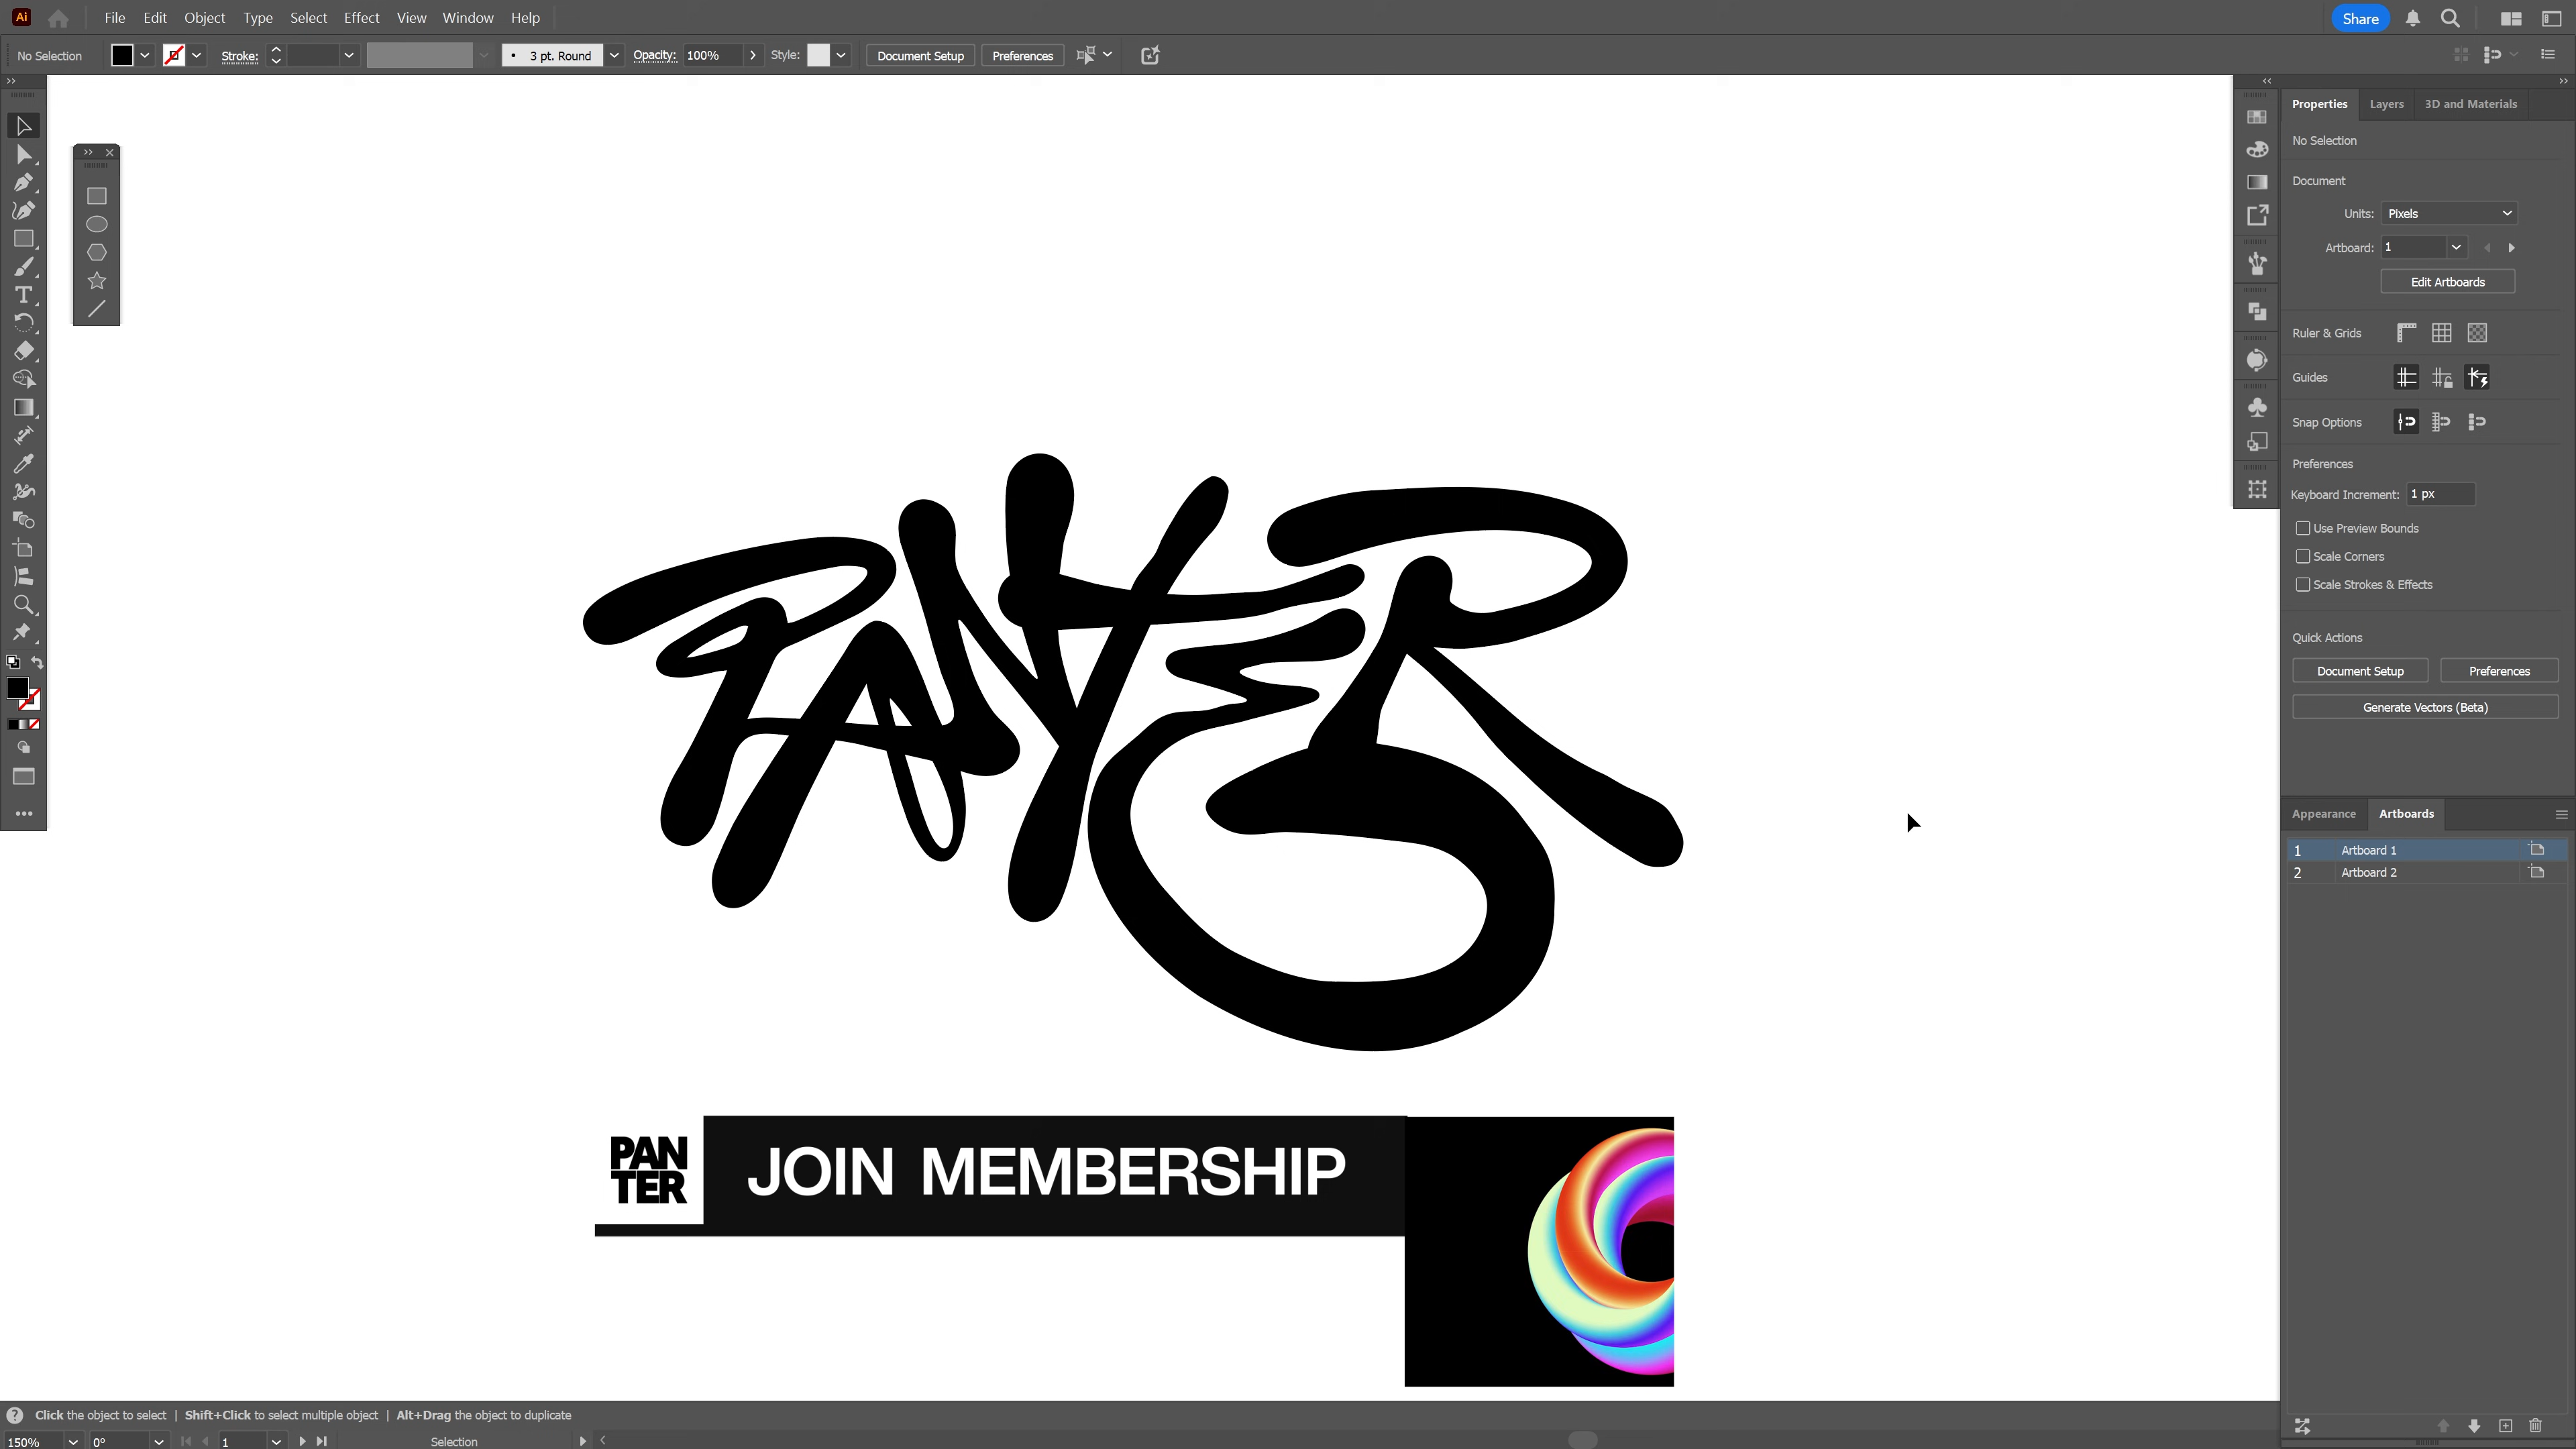 Ai File Edit Object Type Select Effect View Window Help Share
No Selection Stroke: 3 pt. Round Opacity: 100% Style: Document Setup Preferences
Properties Layers 3D and Materials
No Selection
Document
Units: Pixels
Artboard: 1
Edit Artboards
Ruler & Grids
Guides
Snap Options
Preferences
Keyboard Increment: 1 px
Use Preview Bounds
Scale Corners
Scale Strokes & Effects
Quick Actions
Document Setup Preferences
Generate Vectors (Beta)
Appearance Artboards
1 Artboard 1
2 Artboard 2
PANTER
PAN
TER
JOIN MEMBERSHIP
Click the object to select | Shift+Click to select multiple object | Alt+Drag the object to duplicate
150% 0° 1 Selection